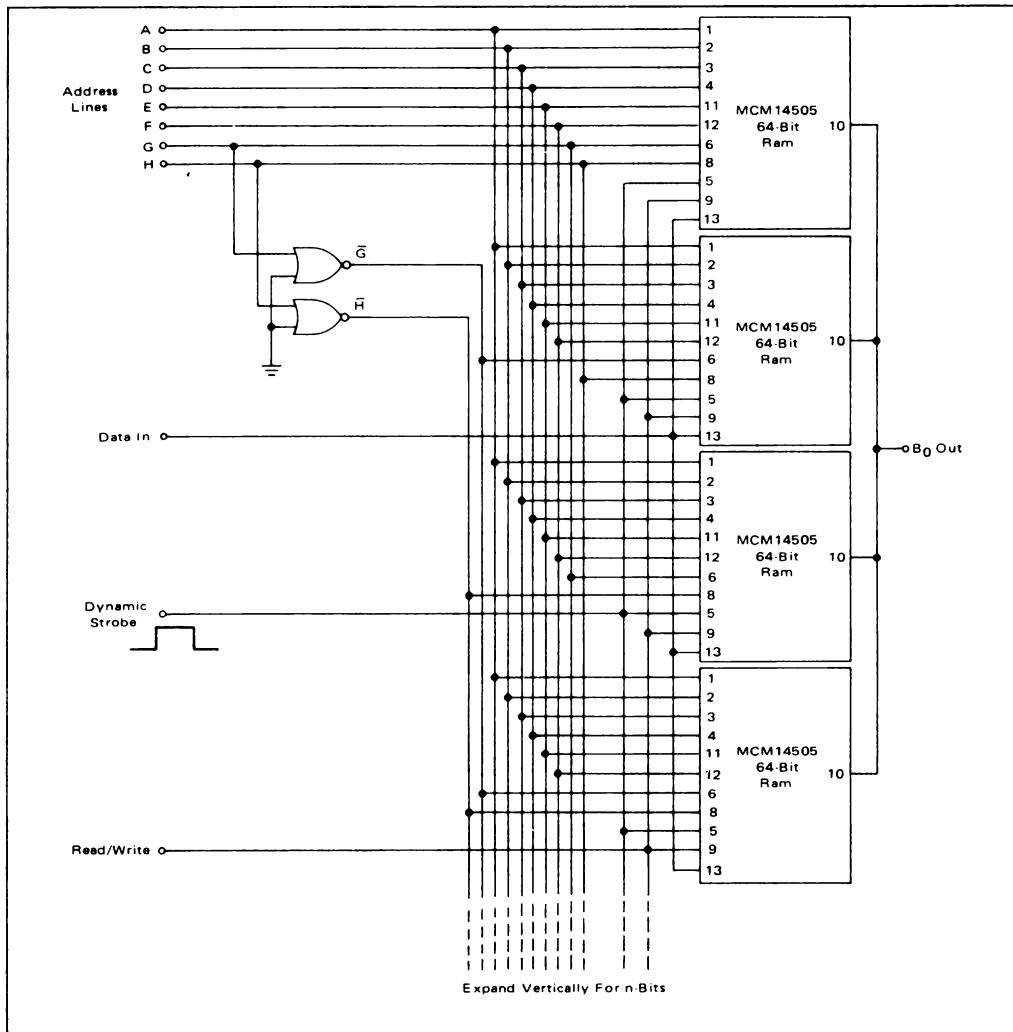 A
B
C
D
E
F
G
H
Address
Lines
G̅
H̅
Data In
Dynamic
Strobe
Read/Write
1
2
3
4
11
12
6
8
5
9
13
MCM14505
64-Bit
Ram
10
1
2
3
4
11
12
6
8
5
9
13
MCM14505
64-Bit
Ram
10
B0 Out
1
2
3
4
11
12
6
8
5
9
13
MCM14505
64-Bit
Ram
10
1
2
3
4
11
12
6
8
5
9
13
MCM14505
64-Bit
Ram
10
Expand Vertically For n-Bits